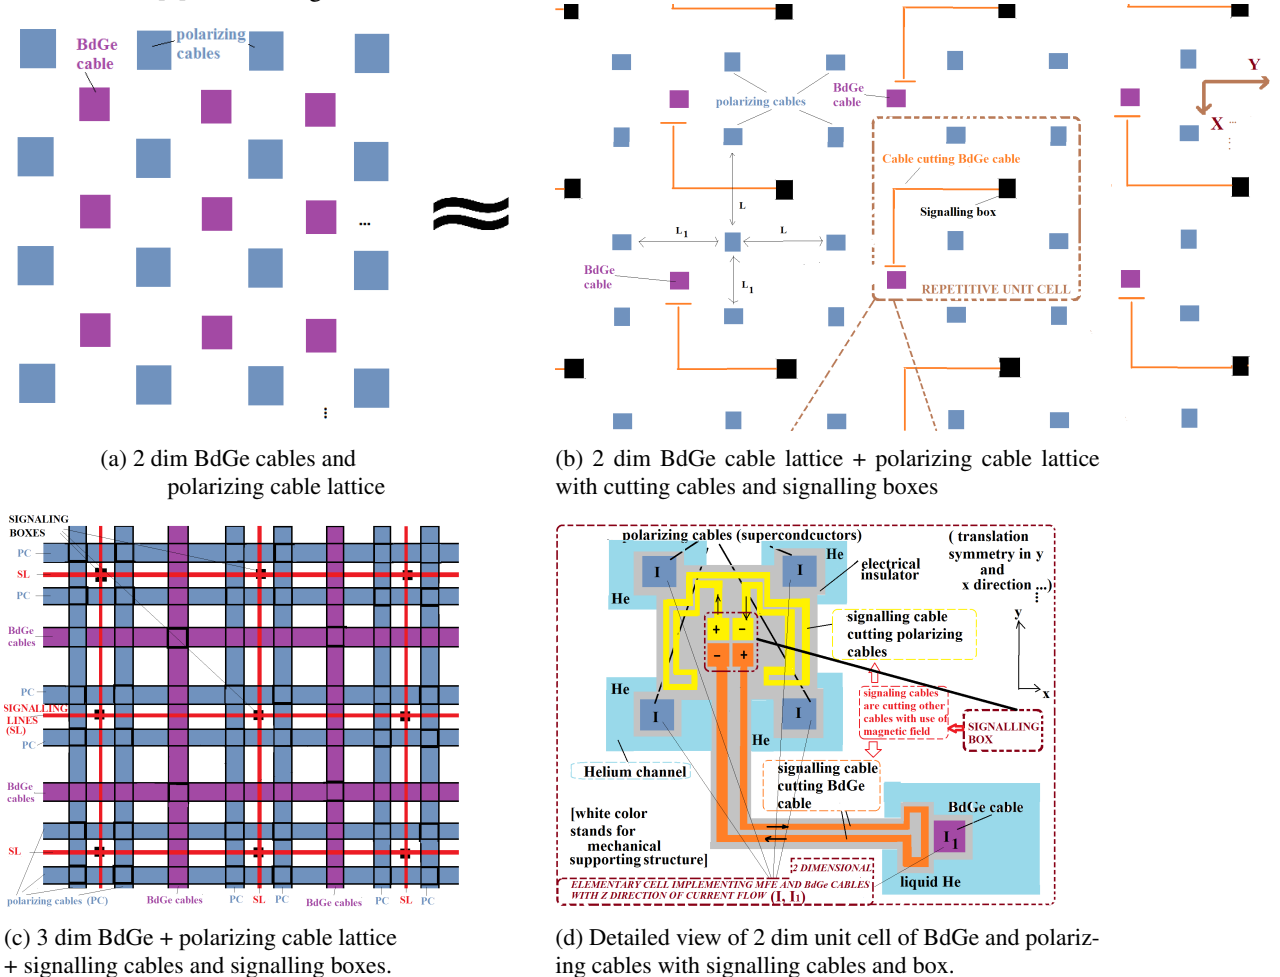 polarizing
cables
BdGe
cable
...
⋮
(a) 2 dim BdGe cables and
polarizing cable lattice
BdGe
cable
polarizing cables
Y
X
...
⋮
Cable cutting BdGe cable
Signalling box
L
L1
L
L1
BdGe
cable
REPETITIVE UNIT CELL
(b) 2 dim BdGe cable lattice + polarizing cable lattice
with cutting cables and signalling boxes
SIGNALING
BOXES
PC
SL
PC
BdGe
cables
PC
SIGNALLING
LINES
(SL)
PC
BdGe
cables
SL
polarizing cables (PC)
BdGe cables
PC
SL
PC
BdGe cables
PC
SL
PC
(c) 3 dim BdGe + polarizing cable lattice
+ signalling cables and signalling boxes.
polarizing cables (supercondcuctors)
He
I
I
He
electrical
insulator
( translation
symmetry in y
and
x direction ...)
⋮
+
-
-
+
signalling cable
cutting polarizing
cables
y
x
He
I
I
He
signaling cables
are cutting other
cables with use of
magnetic field
SIGNALLING
BOX
Helium channel
signalling cable
cutting BdGe
cable
[white color
stands for
mechanical
supporting structure]
BdGe cable
I1
liquid He
2 DIMENSIONAL
ELEMENTARY CELL IMPLEMENTING MFE AND BdGe CABLES
WITH Z DIRECTION OF CURRENT FLOW (I, I1)
(d) Detailed view of 2 dim unit cell of BdGe and polariz-
ing cables with signalling cables and box.